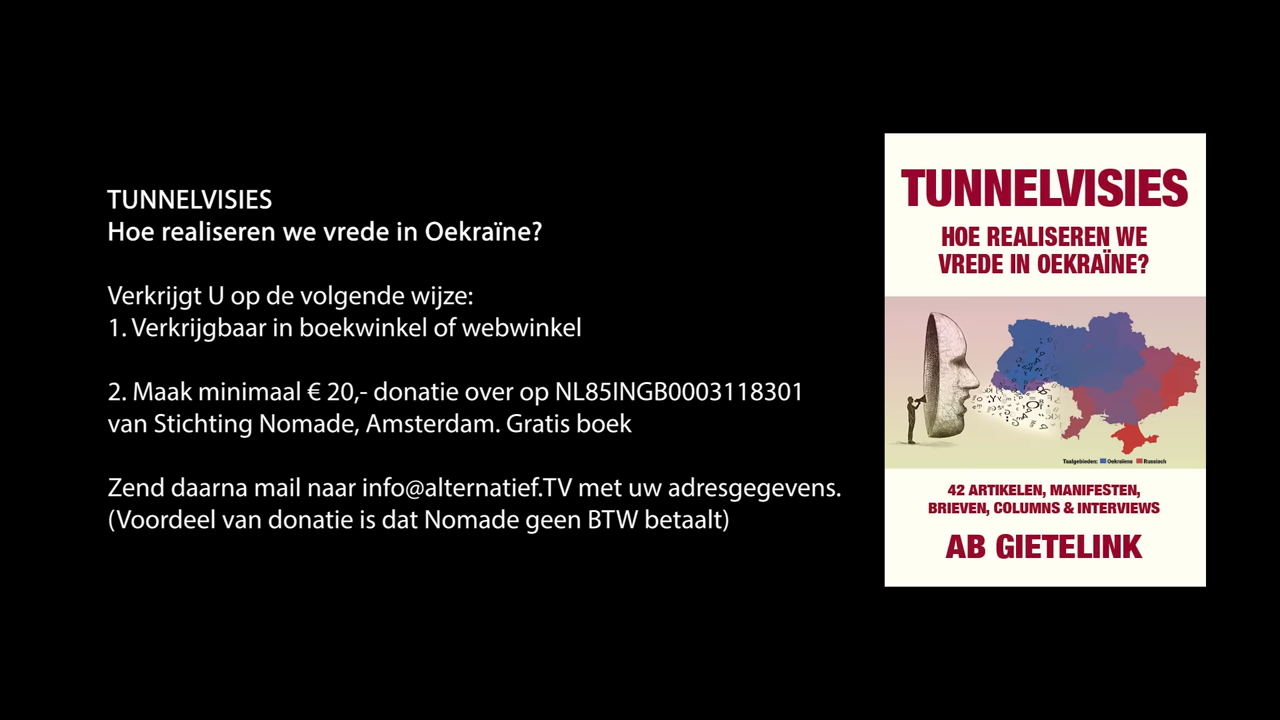 TUNNELVISIES
Hoe realiseren we vrede in Oekraïne?
Verkrijgt U op de volgende wijze:
1. Verkrijgbaar in boekwinkel of webwinkel
2. Maak minimaal € 20,- donatie over op NL85INGB0003118301
van Stichting Nomade, Amsterdam. Gratis boek
Zend daarna mail naar info@alternatief.TV met uw adresgegevens.
(Voordeel van donatie is dat Nomade geen BTW betaalt)
TUNNELVISIES
HOE REALISEREN WE
VREDE IN OEKRAÏNE?
Taalgebieden: Oekraïens Russisch
42 ARTIKELEN, MANIFESTEN,
BRIEVEN, COLUMNS & INTERVIEWS
AB GIETELINK